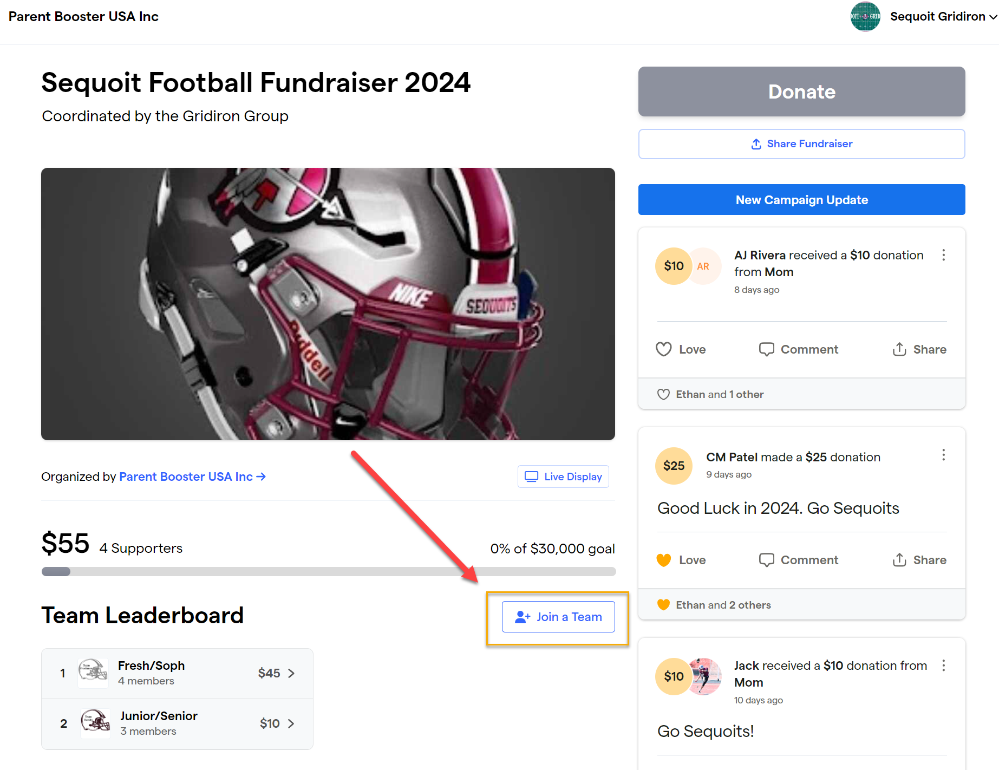 Parent Booster USA Inc
Sequoit Gridiron
Sequoit Football Fundraiser 2024
Coordinated by the Gridiron Group
NIKE
SEQUOITS
Riddell
Organized by Parent Booster USA Inc →
Live Display
$55 4 Supporters
0% of $30,000 goal
Team Leaderboard
Join a Team
1
Fresh/Soph
4 members
$45
2
Junior/Senior
3 members
$10
Donate
Share Fundraiser
New Campaign Update
$10
AR
AJ Rivera received a $10 donation
from Mom
8 days ago
Love
Comment
Share
Ethan and 1 other
$25
CM Patel made a $25 donation
9 days ago
Good Luck in 2024. Go Sequoits
Love
Comment
Share
Ethan and 2 others
$10
Jack received a $10 donation from
Mom
10 days ago
Go Sequoits!